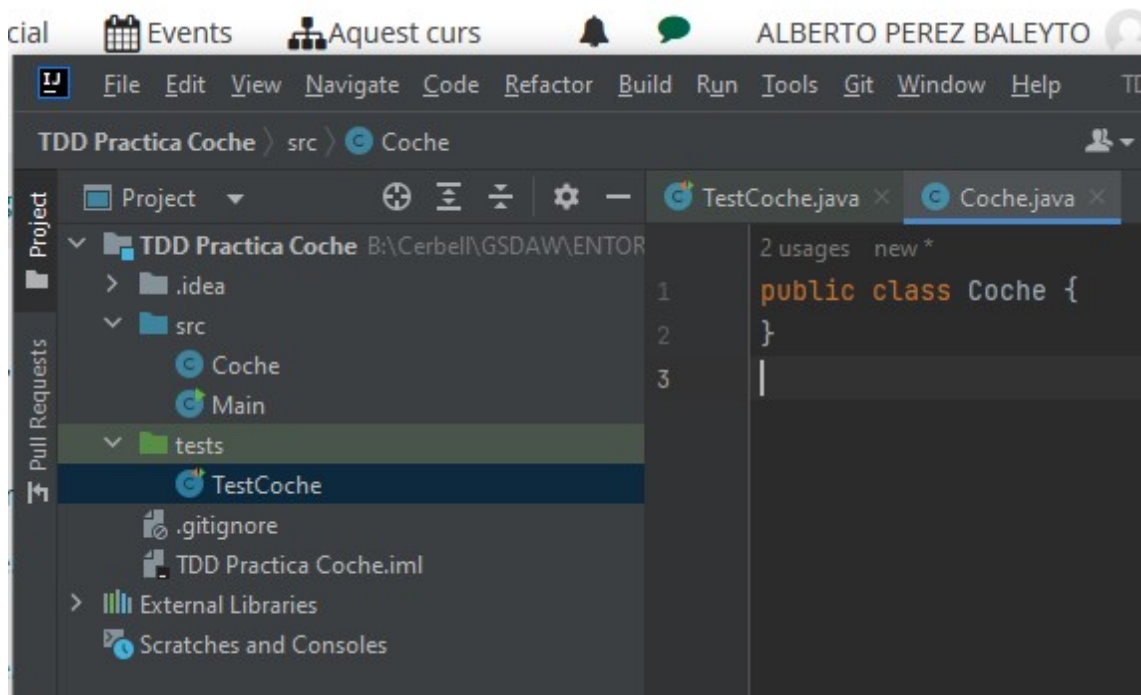 cial Events Aquest curs ALBERTO PEREZ BALEYTO
IJ File Edit View Navigate Code Refactor Build Run Tools Git Window Help
TDD Practica Coche src Coche
Project
Pull Requests
Project
TDD Practica Coche B:\Cerbell\GSDAW\ENTOR
.idea
src
Coche
Main
tests
TestCoche
.gitignore
TDD Practica Coche.iml
External Libraries
Scratches and Consoles
TestCoche.java Coche.java
2 usages new *
1 public class Coche {
2 }
3